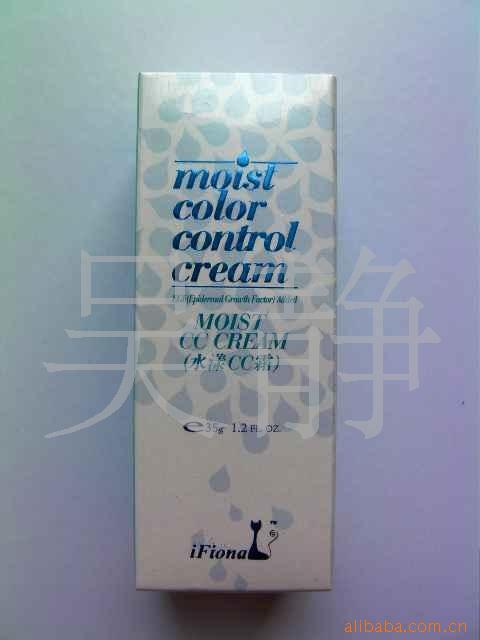 moist
color
control
cream
EGF(Epidermal Growth Factor) Added
MOIST
CC CREAM
(水漾CC霜)
℮35g 1.2 FL. OZ.
iFiona™
吴静
alibaba.com.cn